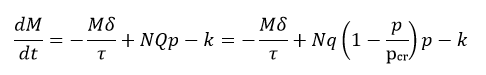 dM/dt = −Mδ/τ + NQp − k = −Mδ/τ + Nq(1 − p/p_cr)p − k